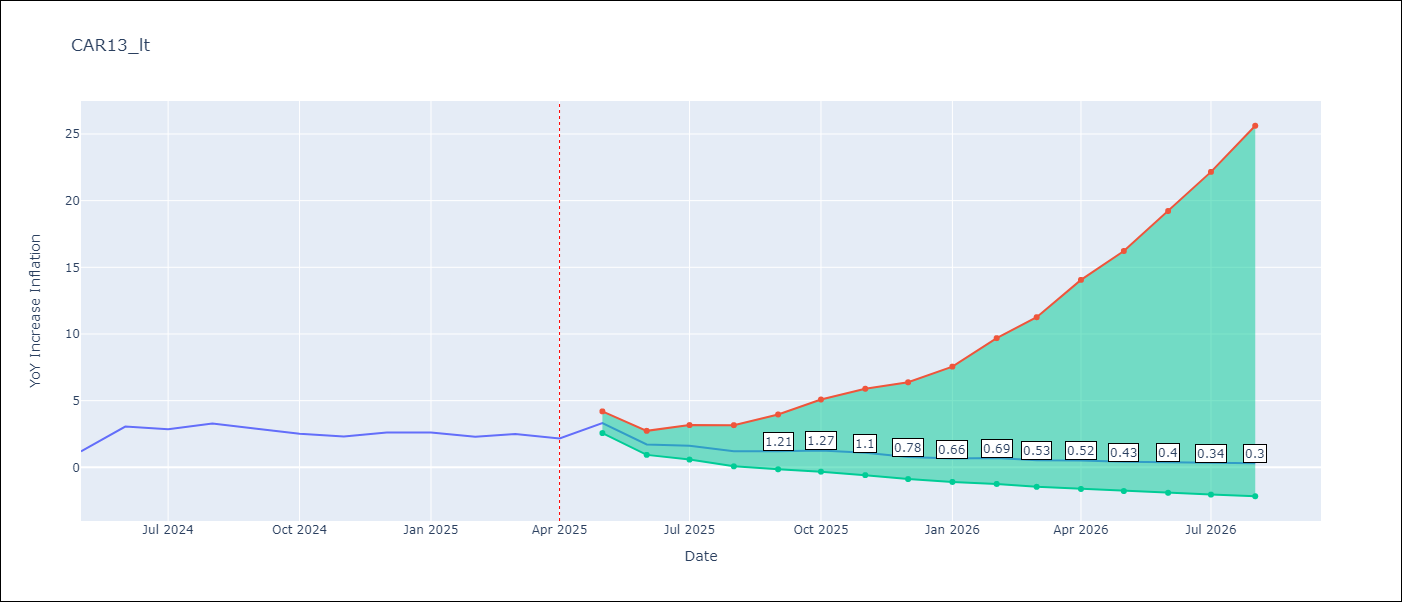 CAR13_lt
YoY Increase Inflation
25
20
15
10
5
0
1.21
1.27
1.1
0.78
0.66
0.69
0.53
0.52
0.43
0.4
0.34
0.3
Jul 2024
Oct 2024
Jan 2025
Apr 2025
Jul 2025
Oct 2025
Jan 2026
Apr 2026
Jul 2026
Date